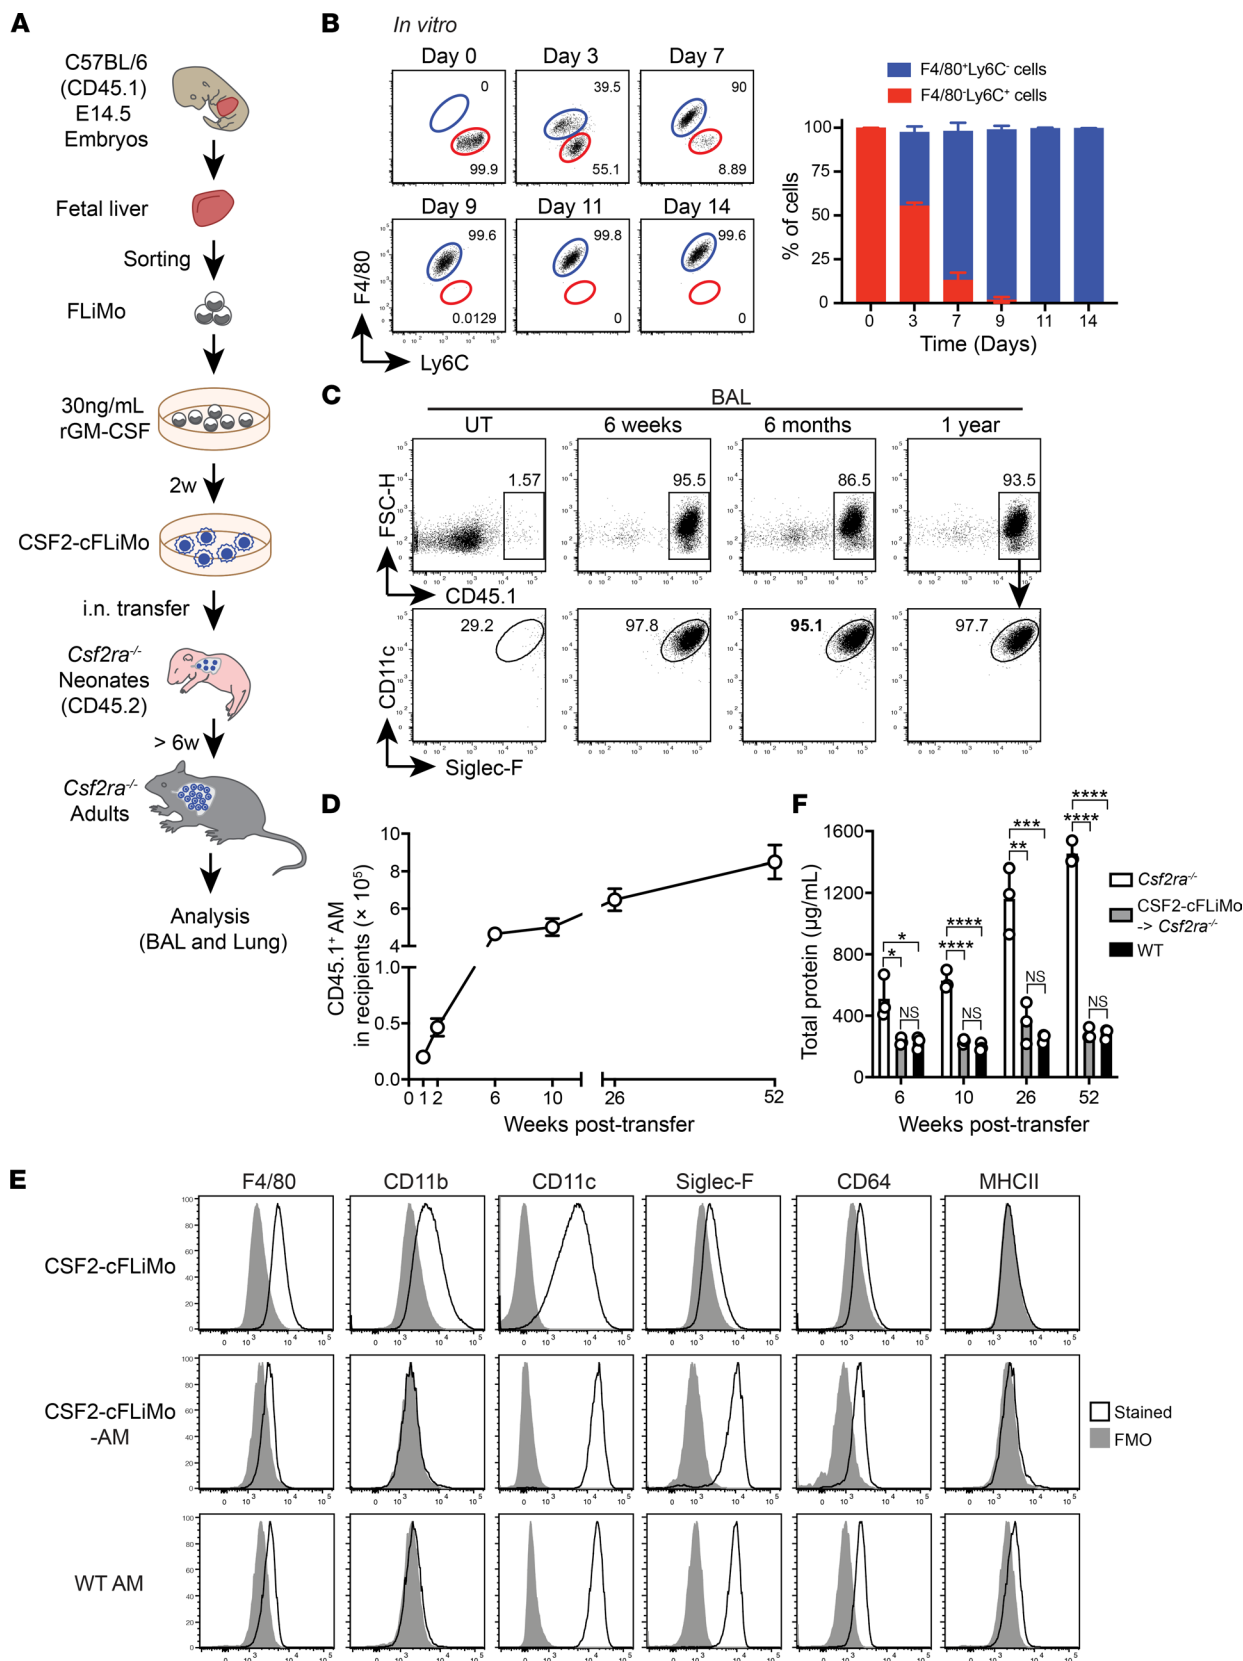 A
C57BL/6
(CD45.1)
E14.5
Embryos
Fetal liver
Sorting
FLiMo
30ng/mL
rGM-CSF
2w
CSF2-cFLiMo
i.n. transfer
Csf2ra-/-
Neonates
(CD45.2)
> 6w
Csf2ra-/-
Adults
Analysis
(BAL and Lung)
B
In vitro
Day 0
Day 3
Day 7
0
39.5
90
99.9
55.1
8.89
Day 9
Day 11
Day 14
99.6
99.8
99.6
0.0129
0
0
F4/80
Ly6C
F4/80+Ly6C- cells
F4/80-Ly6C+ cells
% of cells
100
75
50
25
0
0 3 7 9 11 14
Time (Days)
C
BAL
UT
6 weeks
6 months
1 year
1.57
95.5
86.5
93.5
FSC-H
CD45.1
29.2
97.8
95.1
97.7
CD11c
Siglec-F
D
CD45.1+ AM
in recipients (× 10^5)
10
8
6
4
1.0
0.5
0.0
0 1 2 6 10 26 52
Weeks post-transfer
F
Total protein (µg/mL)
1600
1200
800
400
0
* * NS
**** **** NS
** *** NS
**** **** NS
6 10 26 52
Weeks post-transfer
Csf2ra-/-
CSF2-cFLiMo
-> Csf2ra-/-
WT
E
F4/80
CD11b
CD11c
Siglec-F
CD64
MHCII
CSF2-cFLiMo
CSF2-cFLiMo
-AM
WT AM
Stained
FMO